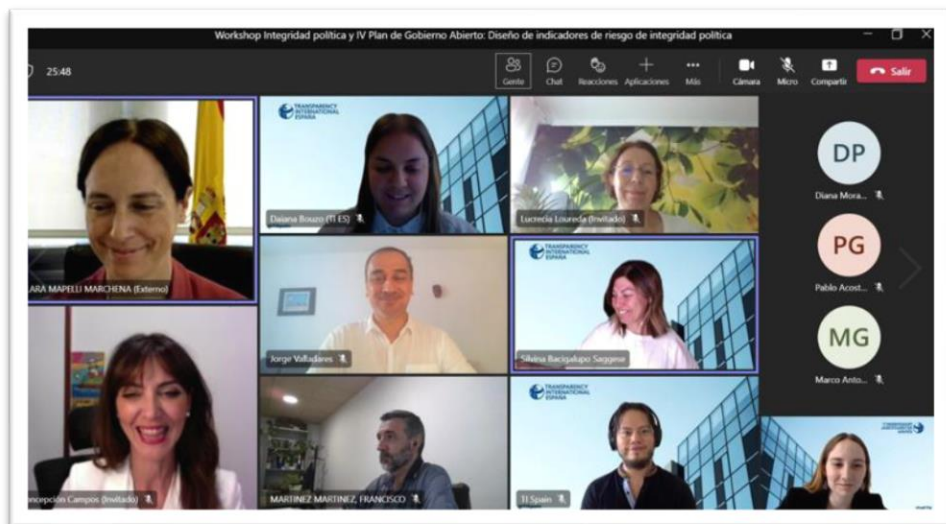 Workshop Integridad política y IV Plan de Gobierno Abierto: Diseño de indicadores de riesgo de integridad política
25:48
Gente
Chat
Reacciones
Aplicaciones
Más
Cámara
Micro
Compartir
Salir
LARA MAPELLI MARCHENA (Externo)
TRANSPARENCY
INTERNATIONAL
ESPAÑA
Daiana Bouzo (TI ES)
Lucrecia Loureda (Invitado)
DP
Diana Mora...
Jorge Valladares
TRANSPARENCY
INTERNATIONAL
ESPAÑA
Silvina Bacigalupo Saggese
PG
Pablo Acost...
MG
Marco Anto...
oncepción Campos (Invitado)
MARTINEZ MARTINEZ, FRANCISCO
TRANSPARENCY
INTERNATIONAL
ESPAÑA
TI Spain